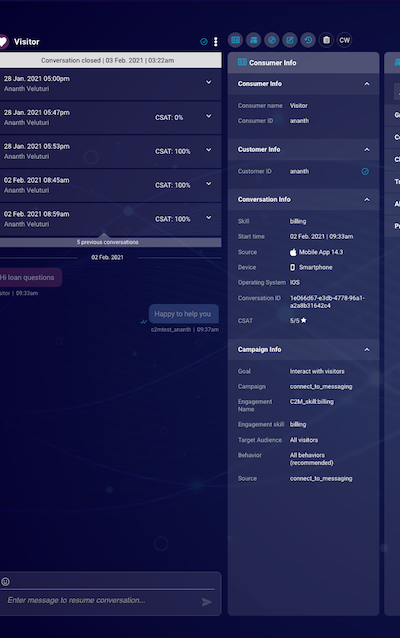 Visitor
CW
Conversation closed | 03 Feb. 2021 | 03:22am
28 Jan. 2021 05:00pm
Ananth Veluturi
28 Jan. 2021 05:47pm
Ananth Veluturi
CSAT: 0%
28 Jan. 2021 05:53pm
Ananth Veluturi
CSAT: 100%
02 Feb. 2021 08:45am
Ananth Veluturi
CSAT: 100%
02 Feb. 2021 08:59am
Ananth Veluturi
CSAT: 100%
5 previous conversations
02 Feb. 2021
Hi loan questions
isitor | 09:33am
Happy to help you
c2mtest_ananth | 09:37am
Enter message to resume conversation...
Consumer Info
Consumer Info
Consumer name Visitor
Consumer ID ananth
Customer Info
Customer ID ananth
Conversation Info
Skill billing
Start time 02 Feb. 2021 | 09:33am
Source Mobile App 14.3
Device Smartphone
Operating System IOS
Conversation ID 1e066d67-e3db-4778-96a1-
a2a8b31642c4
CSAT 5/5
Campaign Info
Goal Interact with visitors
Campaign connect_to_messaging
Engagement C2M_skill:billing
Name
Engagement skill billing
Target Audience All visitors
Behavior All behaviors
(recommended)
Source connect_to_messaging